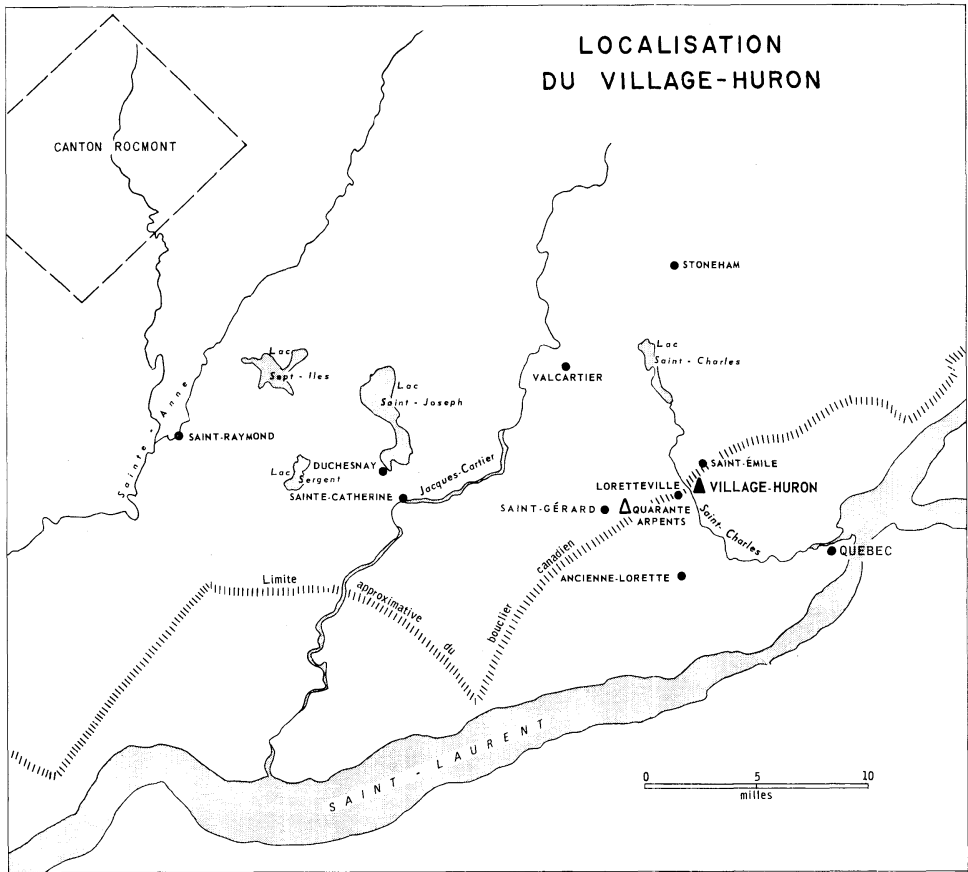 LOCALISATION
DU VILLAGE-HURON
CANTON ROCMONT
STONEHAM
Lac
Sept-Iles
Lac
Saint-Joseph
VALCARTIER
Lac
Saint-Charles
Sainte-Anne
SAINT-RAYMOND
Lac
Sergent
DUCHESNAY
SAINTE-CATHERINE
Jacques-Cartier
SAINT-ÉMILE
LORETTEVILLE
VILLAGE-HURON
SAINT-GÉRARD
QUARANTE
ARPENTS
Saint-Charles
QUÉBEC
ANCIENNE-LORETTE
Limite
approximative
du
bouclier
canadien
SAINT-LAURENT
0 5 10
milles